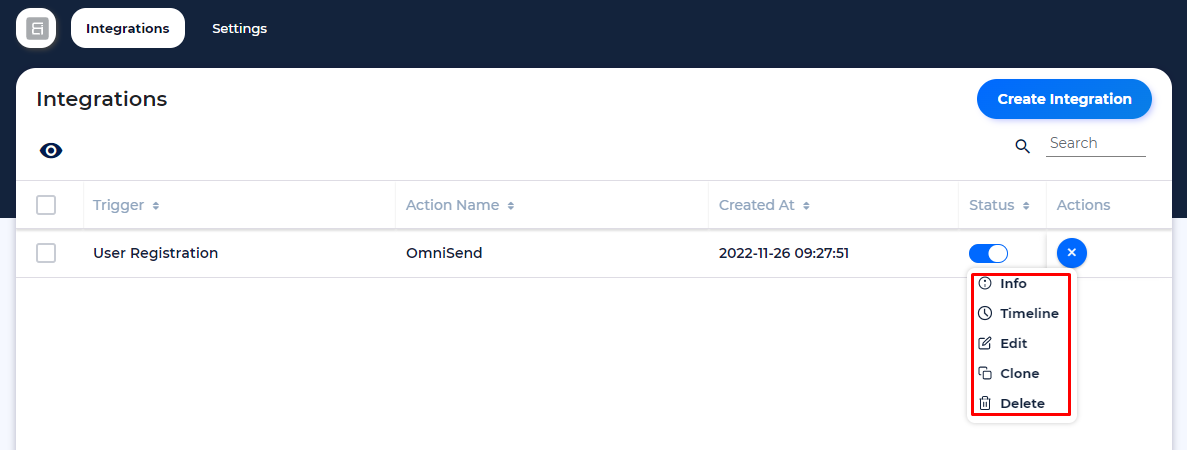 Integrations
Settings
Integrations
Create Integration
Search
Trigger
Action Name
Created At
Status
Actions
User Registration
OmniSend
2022-11-26 09:27:51
Info
Timeline
Edit
Clone
Delete